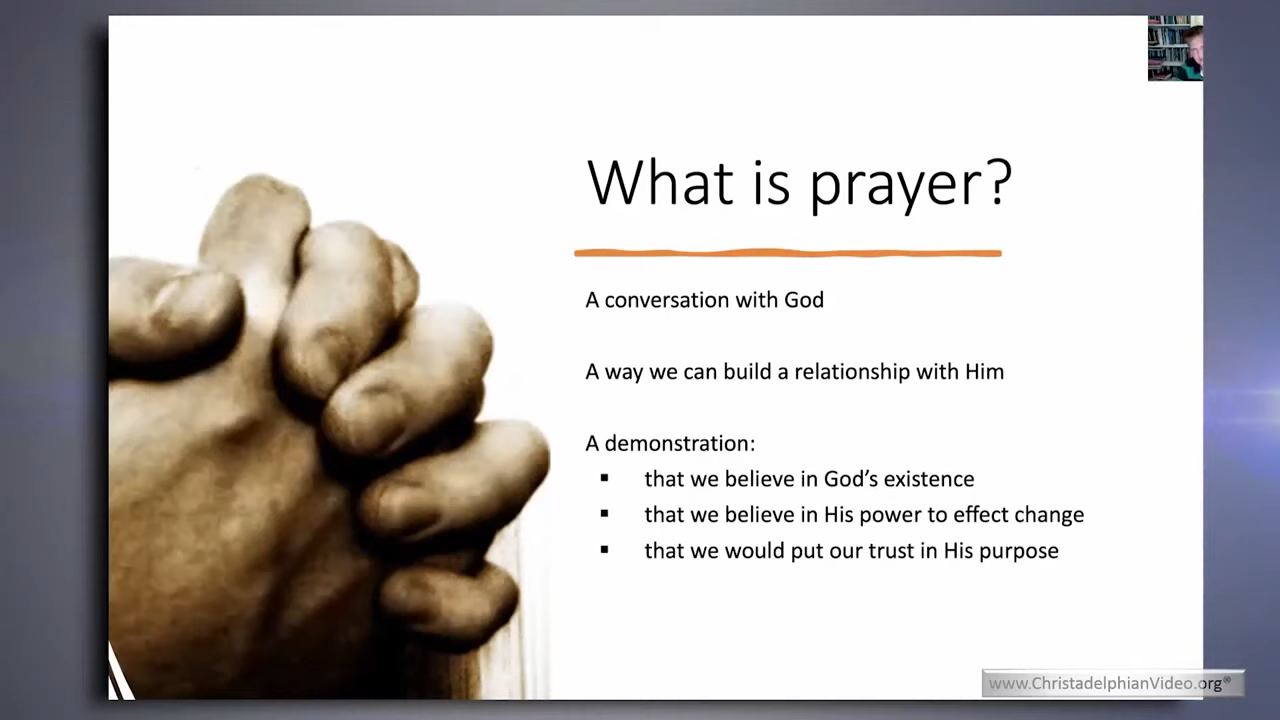 What is prayer?
A conversation with God
A way we can build a relationship with Him
A demonstration:
▪ that we believe in God’s existence
▪ that we believe in His power to effect change
▪ that we would put our trust in His purpose
www.ChristadelphianVideo.org®